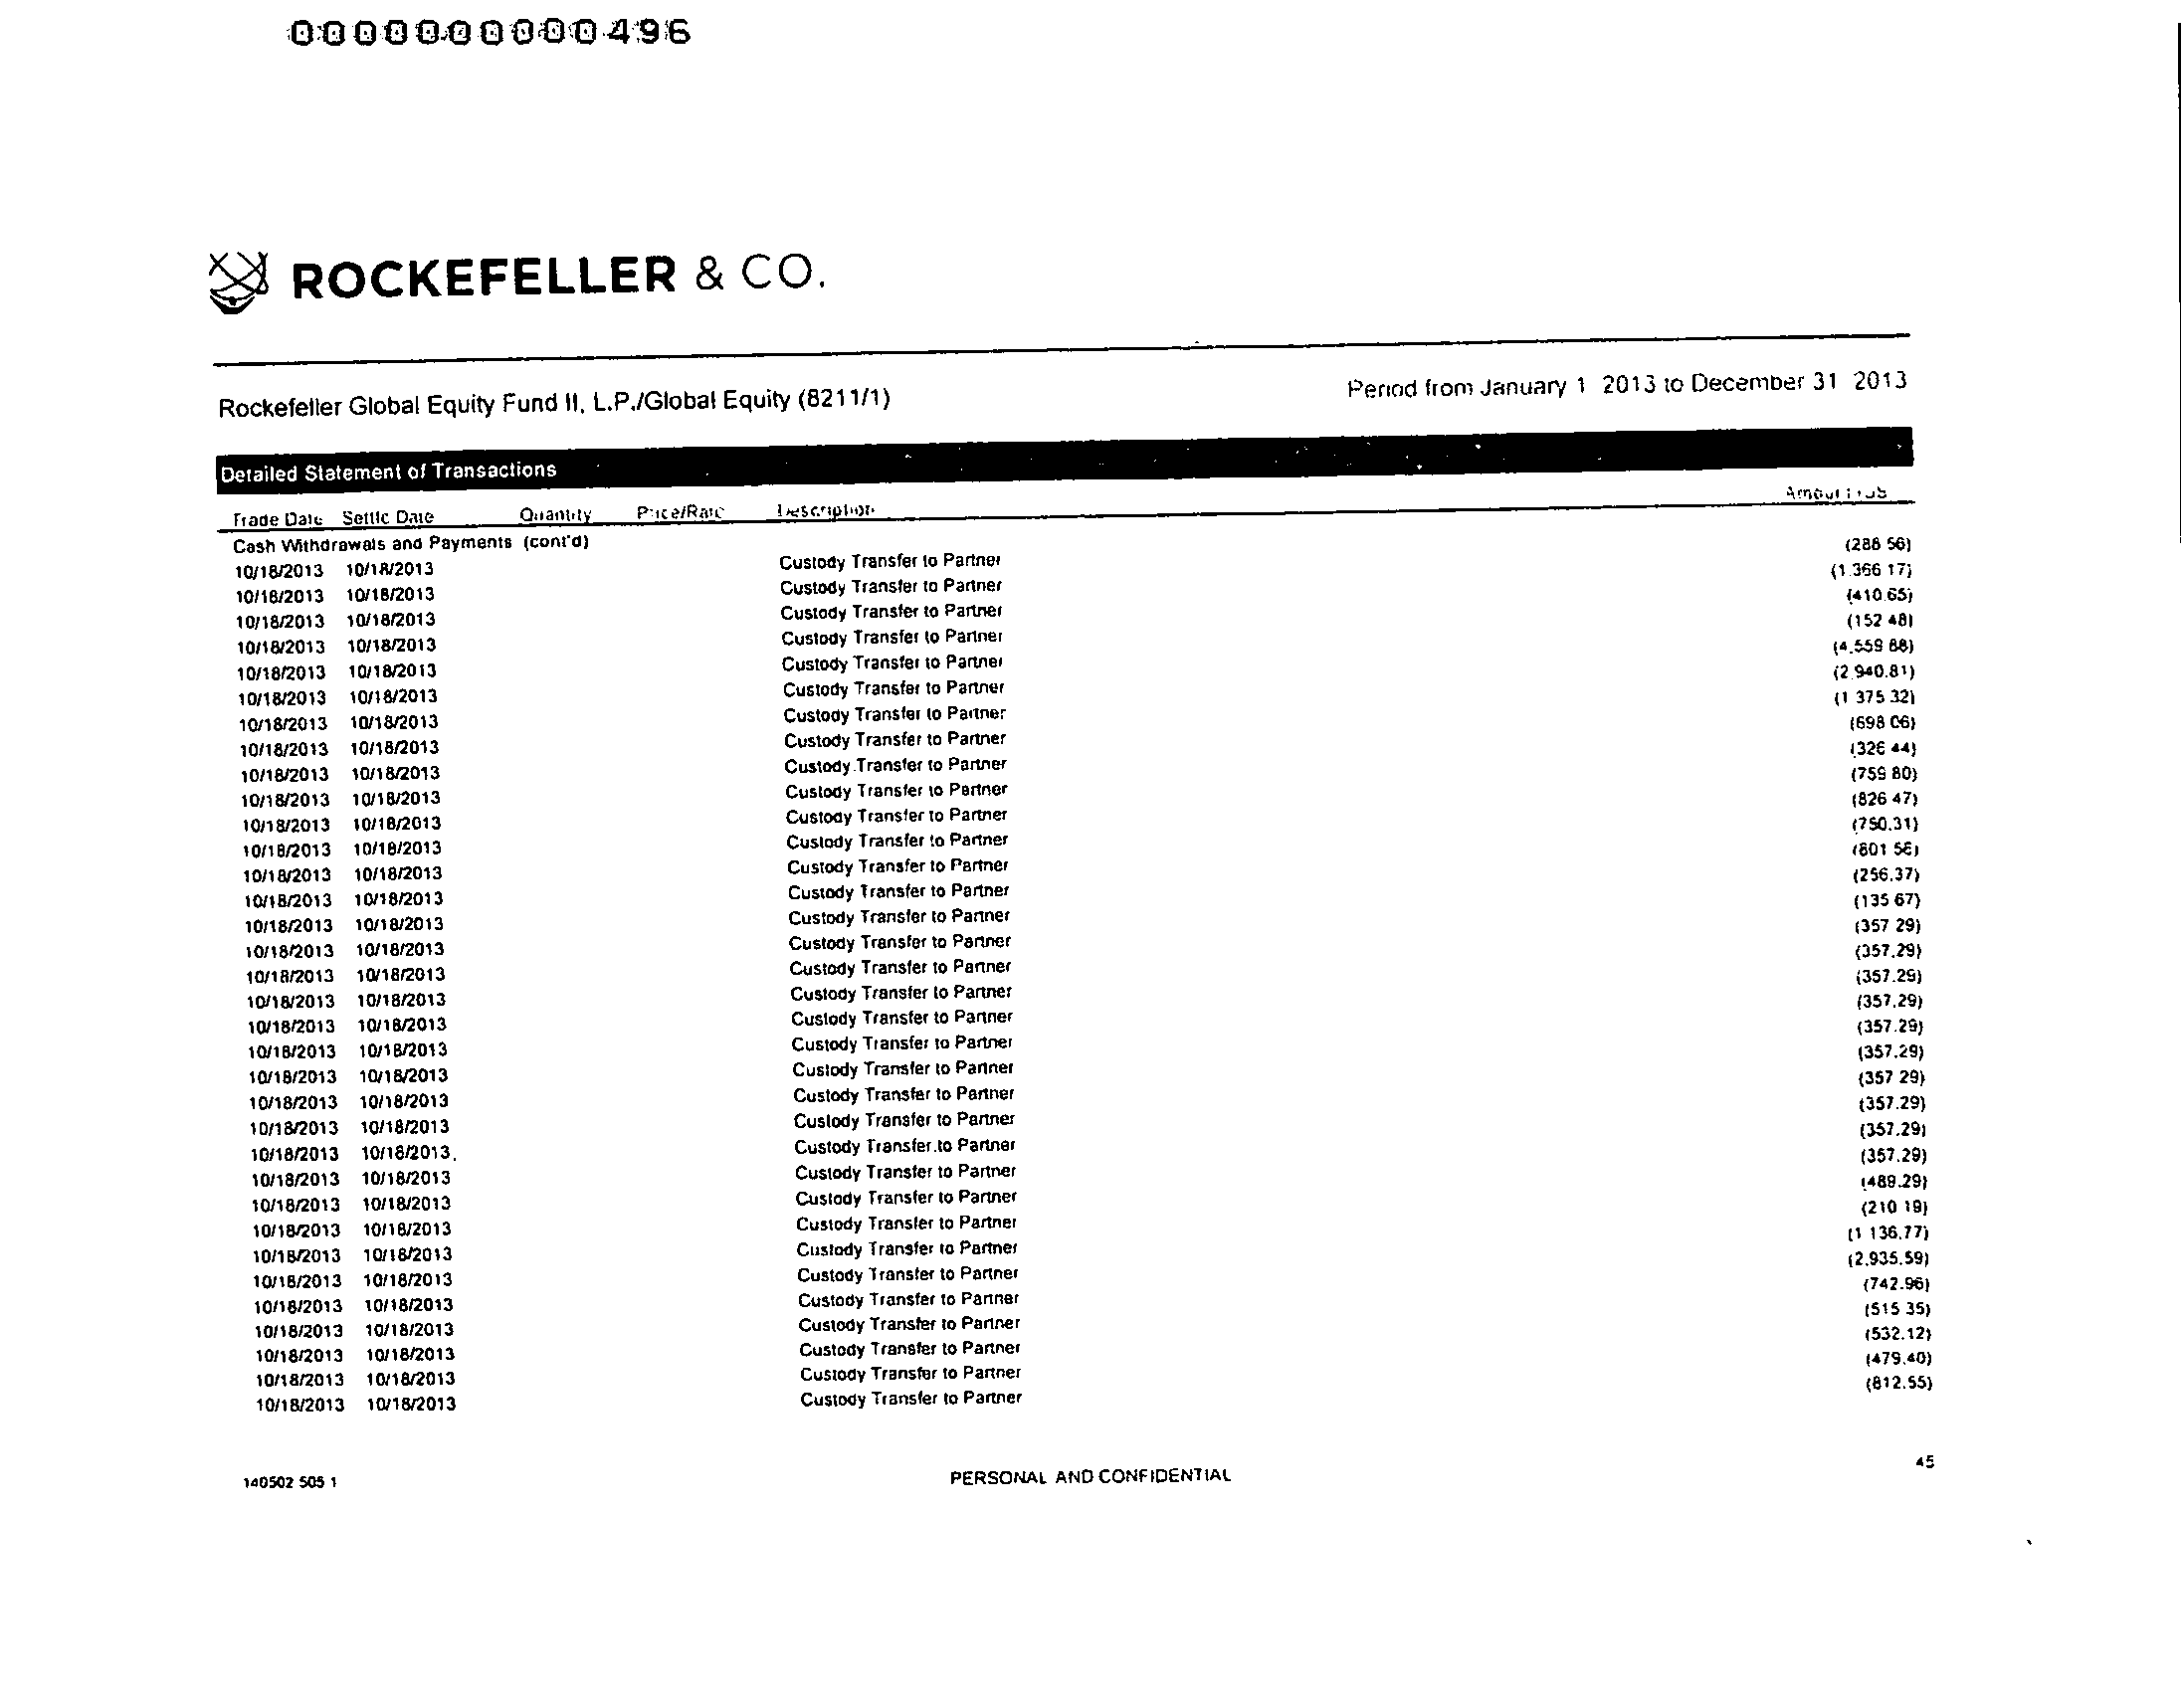 0000000000496
ROCKEFELLER & CO.
Rockefeller Global Equity Fund II, L.P./Global Equity (8211/1) Period from January 1 2013 to December 31 2013
Detailed Statement of Transactions
Trade Date Settle Date Quantity Price/Rate Description Amount US
Cash Withdrawals and Payments (cont'd)
10/18/2013 10/18/2013 Custody Transfer to Partner (288 56)
10/18/2013 10/18/2013 Custody Transfer to Partner (1.366 17)
10/18/2013 10/18/2013 Custody Transfer to Partner (410.65)
10/18/2013 10/18/2013 Custody Transfer to Partner (152 48)
10/18/2013 10/18/2013 Custody Transfer to Partner (4,559 88)
10/18/2013 10/18/2013 Custody Transfer to Partner (2 940.81)
10/18/2013 10/18/2013 Custody Transfer to Partner (1 375 32)
10/18/2013 10/18/2013 Custody Transfer to Partner (698 06)
10/18/2013 10/18/2013 Custody Transfer to Partner (326 44)
10/18/2013 10/18/2013 Custody Transfer to Partner (759 80)
10/18/2013 10/18/2013 Custody Transfer to Partner (826 47)
10/18/2013 10/18/2013 Custody Transfer to Partner (750.31)
10/18/2013 10/18/2013 Custody Transfer to Partner (801 56)
10/18/2013 10/18/2013 Custody Transfer to Partner (256.37)
10/18/2013 10/18/2013 Custody Transfer to Partner (135 67)
10/18/2013 10/18/2013 Custody Transfer to Partner (357 29)
10/18/2013 10/18/2013 Custody Transfer to Partner (357.29)
10/18/2013 10/18/2013 Custody Transfer to Partner (357.29)
10/18/2013 10/18/2013 Custody Transfer to Partner (357.29)
10/18/2013 10/18/2013 Custody Transfer to Partner (357.29)
10/18/2013 10/18/2013 Custody Transfer to Partner (357.29)
10/18/2013 10/18/2013 Custody Transfer to Partner (357 29)
10/18/2013 10/18/2013 Custody Transfer to Partner (357.29)
10/18/2013 10/18/2013 Custody Transfer to Partner (357.29)
10/18/2013 10/18/2013 Custody Transfer to Partner (357.29)
10/18/2013 10/18/2013 Custody Transfer to Partner (489.29)
10/18/2013 10/18/2013 Custody Transfer to Partner (210 19)
10/18/2013 10/18/2013 Custody Transfer to Partner (1 136.77)
10/18/2013 10/18/2013 Custody Transfer to Partner (2,935.59)
10/18/2013 10/18/2013 Custody Transfer to Partner (742.96)
10/18/2013 10/18/2013 Custody Transfer to Partner (515 35)
10/18/2013 10/18/2013 Custody Transfer to Partner (532.12)
10/18/2013 10/18/2013 Custody Transfer to Partner (479.40)
10/18/2013 10/18/2013 Custody Transfer to Partner (812.55)
140502 505 1 PERSONAL AND CONFIDENTIAL 45